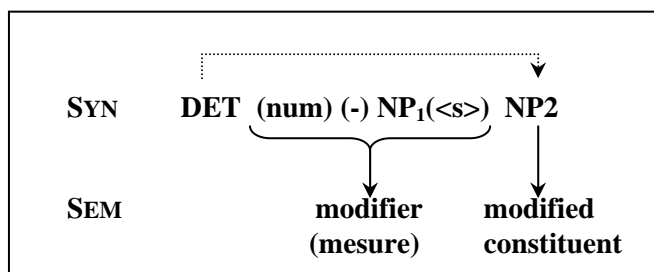 SYN DET (num) (-) NP₁(<s>) NP2
SEM modifier modified
(mesure) constituent